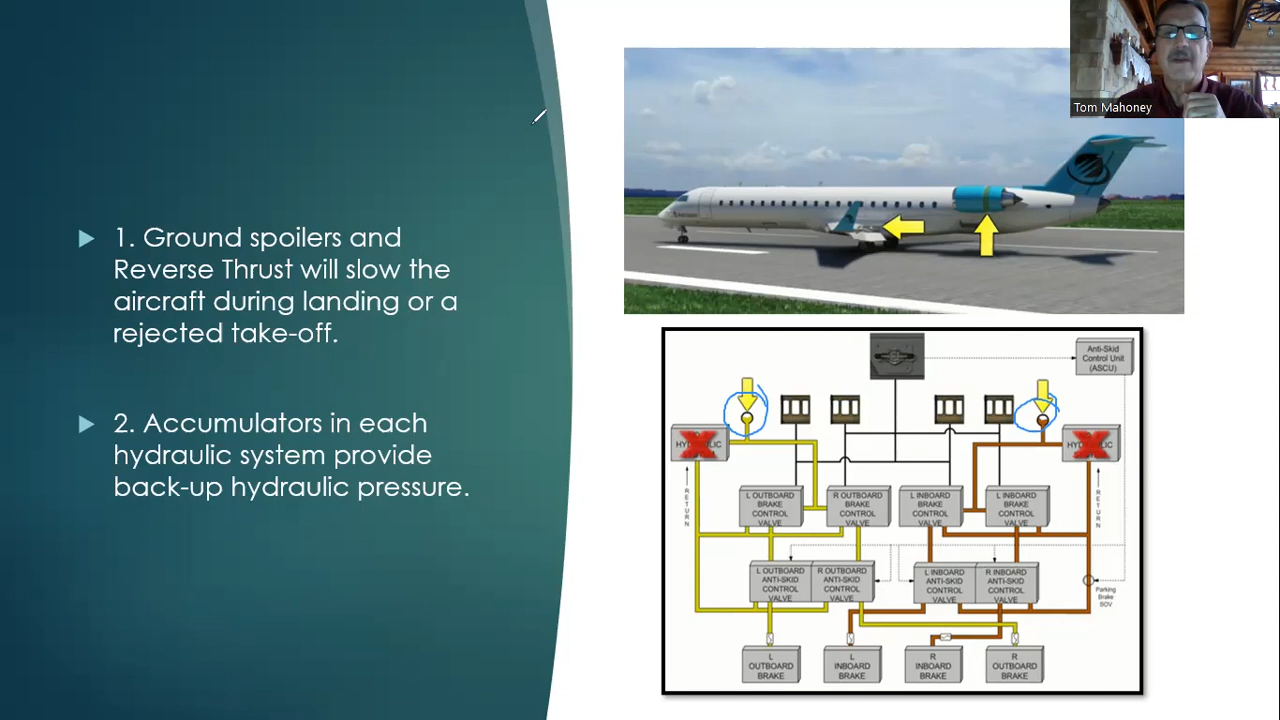 Tom Mahoney
1. Ground spoilers and
Reverse Thrust will slow the
aircraft during landing or a
rejected take-off.
2. Accumulators in each
hydraulic system provide
back-up hydraulic pressure.
Anti-Skid
Control Unit
(ASCU)
RETURN
L OUTBOARD
BRAKE
CONTROL
VALVE
R OUTBOARD
BRAKE
CONTROL
VALVE
L INBOARD
BRAKE
CONTROL
VALVE
L INBOARD
BRAKE
CONTROL
VALVE
RETURN
L OUTBOARD
ANTI-SKID
CONTROL
VALVE
R OUTBOARD
ANTI-SKID
CONTROL
VALVE
L INBOARD
ANTI-SKID
CONTROL
VALVE
R INBOARD
ANTI-SKID
CONTROL
VALVE
Parking
Brake
SOV
L
OUTBOARD
BRAKE
L
INBOARD
BRAKE
R
INBOARD
BRAKE
R
OUTBOARD
BRAKE